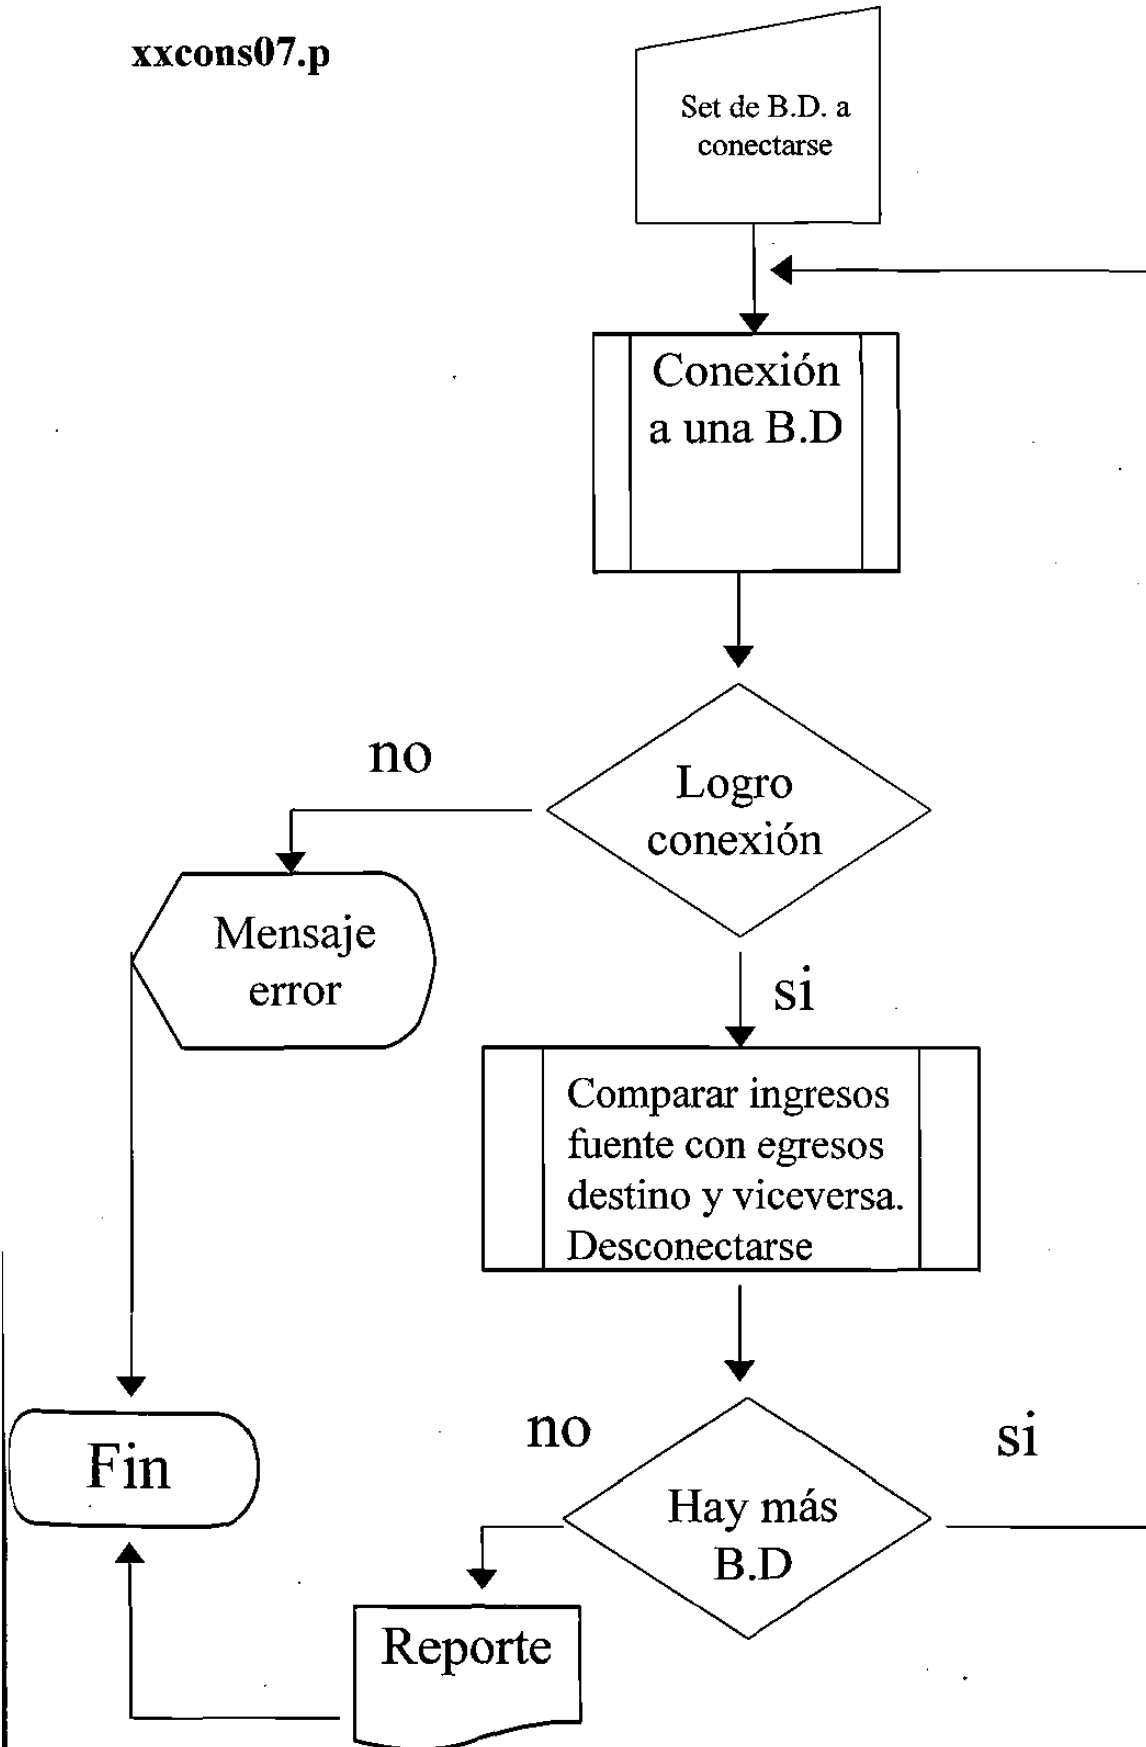 xxcons07.p
Set de B.D. a
conectarse
Conexión
a una B.D
no
Logro
conexión
Mensaje
error
si
Comparar ingresos
fuente con egresos
destino y viceversa.
Desconectarse
no
si
Fin
Hay más
B.D
Reporte